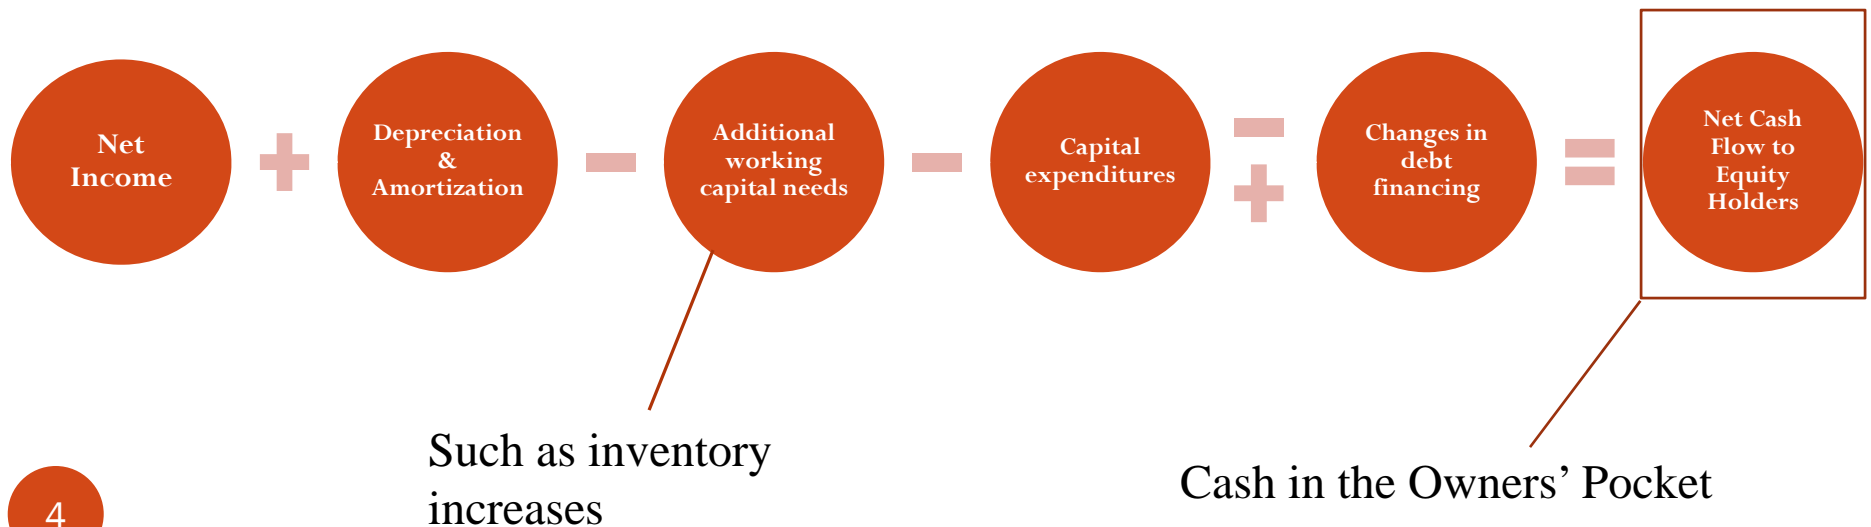 Net
Income
+
Depreciation
&
Amortization
−
Additional
working
capital needs
−
Capital
expenditures
−
+
Changes in
debt
financing
=
Net Cash
Flow to
Equity
Holders
Such as inventory
increases
Cash in the Owners’ Pocket
4